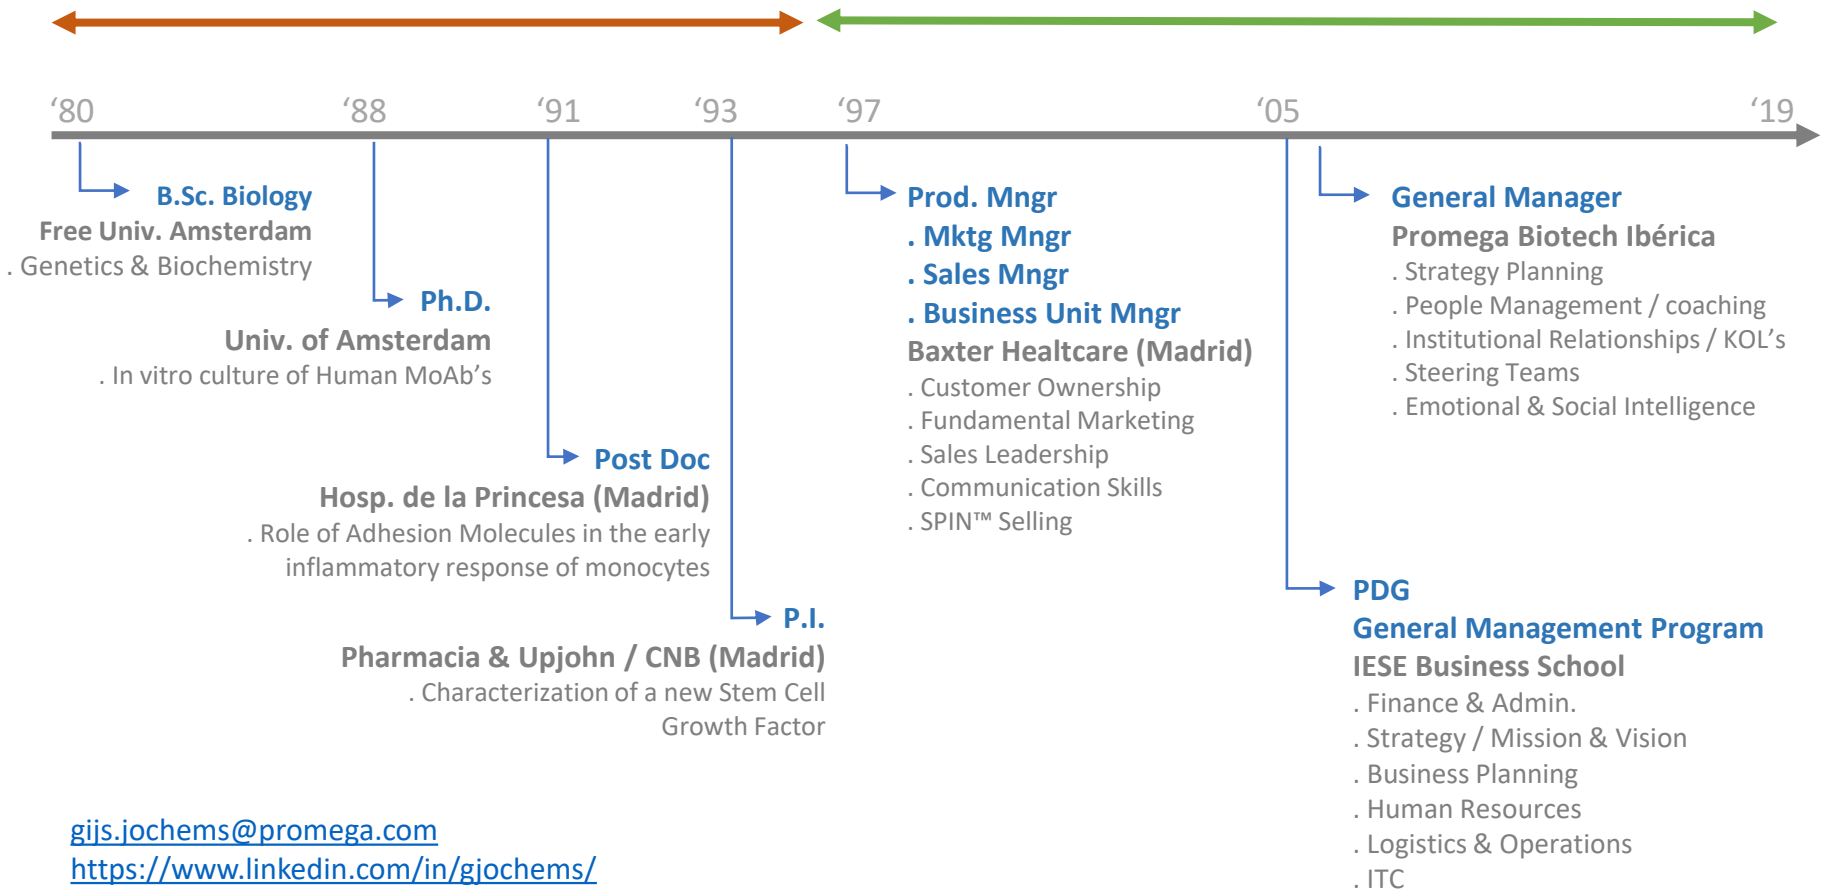 ‘80
‘88
‘91
‘93
‘97
‘05
‘19
B.Sc. Biology
Free Univ. Amsterdam
. Genetics & Biochemistry
Ph.D.
Univ. of Amsterdam
. In vitro culture of Human MoAb’s
Post Doc
Hosp. de la Princesa (Madrid)
. Role of Adhesion Molecules in the early
inflammatory response of monocytes
P.I.
Pharmacia & Upjohn / CNB (Madrid)
. Characterization of a new Stem Cell
Growth Factor
Prod. Mngr
. Mktg Mngr
. Sales Mngr
. Business Unit Mngr
Baxter Healtcare (Madrid)
. Customer Ownership
. Fundamental Marketing
. Sales Leadership
. Communication Skills
. SPIN™ Selling
General Manager
Promega Biotech Ibérica
. Strategy Planning
. People Management / coaching
. Institutional Relationships / KOL’s
. Steering Teams
. Emotional & Social Intelligence
PDG
General Management Program
IESE Business School
. Finance & Admin.
. Strategy / Mission & Vision
. Business Planning
. Human Resources
. Logistics & Operations
. ITC
gijs.jochems@promega.com
https://www.linkedin.com/in/gjochems/